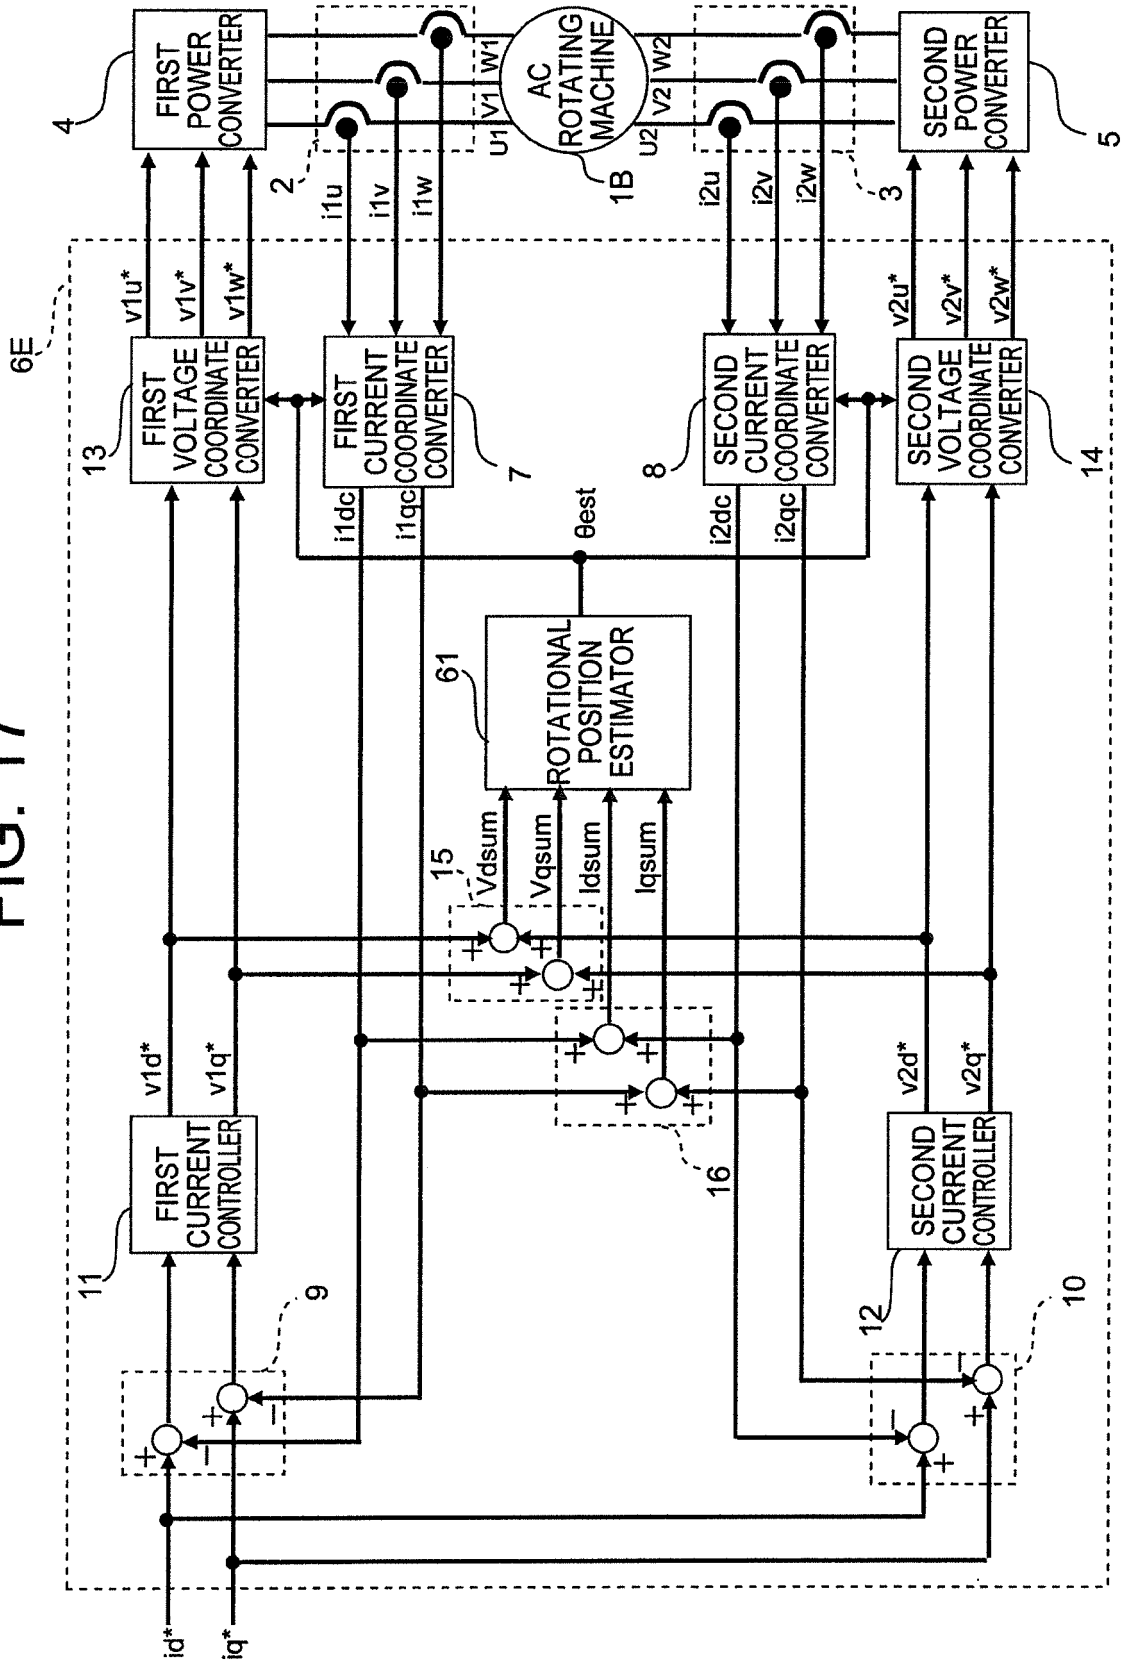 FIG. 17
6E
id*
iq*
9
10
11
FIRST
CURRENT
CONTROLLER
v1d*
v1q*
12
SECOND
CURRENT
CONTROLLER
v2d*
v2q*
15
16
Vdsum
Vqsum
Idsum
Iqsum
61
ROTATIONAL
POSITION
ESTIMATOR
θest
13
FIRST
VOLTAGE
COORDINATE
CONVERTER
v1u*
v1v*
v1w*
7
FIRST
CURRENT
COORDINATE
CONVERTER
i1dc
i1qc
i1u
i1v
i1w
8
SECOND
CURRENT
COORDINATE
CONVERTER
i2dc
i2qc
i2u
i2v
i2w
14
SECOND
VOLTAGE
COORDINATE
CONVERTER
v2u*
v2v*
v2w*
4
FIRST
POWER
CONVERTER
2
U1
V1
W1
AC
ROTATING
MACHINE
1B
U2
V2
W2
3
SECOND
POWER
CONVERTER
5